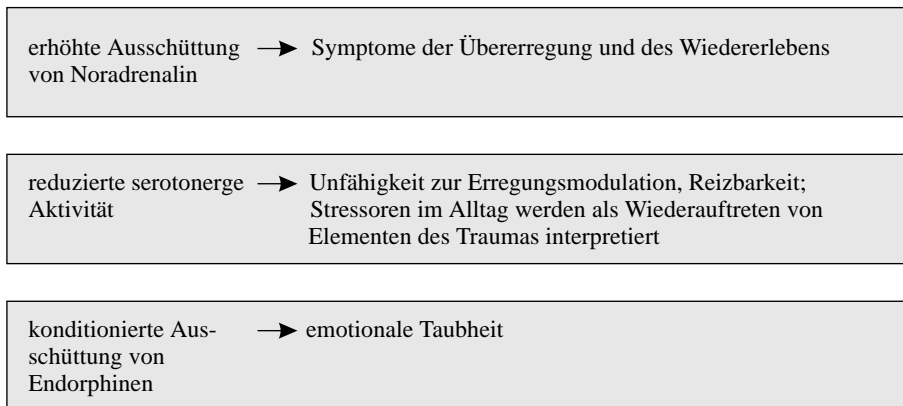 erhöhte Ausschüttung → Symptome der Übererregung und des Wiedererlebens
von Noradrenalin
reduzierte serotonerge → Unfähigkeit zur Erregungsmodulation, Reizbarkeit;
Aktivität Stressoren im Alltag werden als Wiederauftreten von
Elementen des Traumas interpretiert
konditionierte Aus- → emotionale Taubheit
schüttung von
Endorphinen